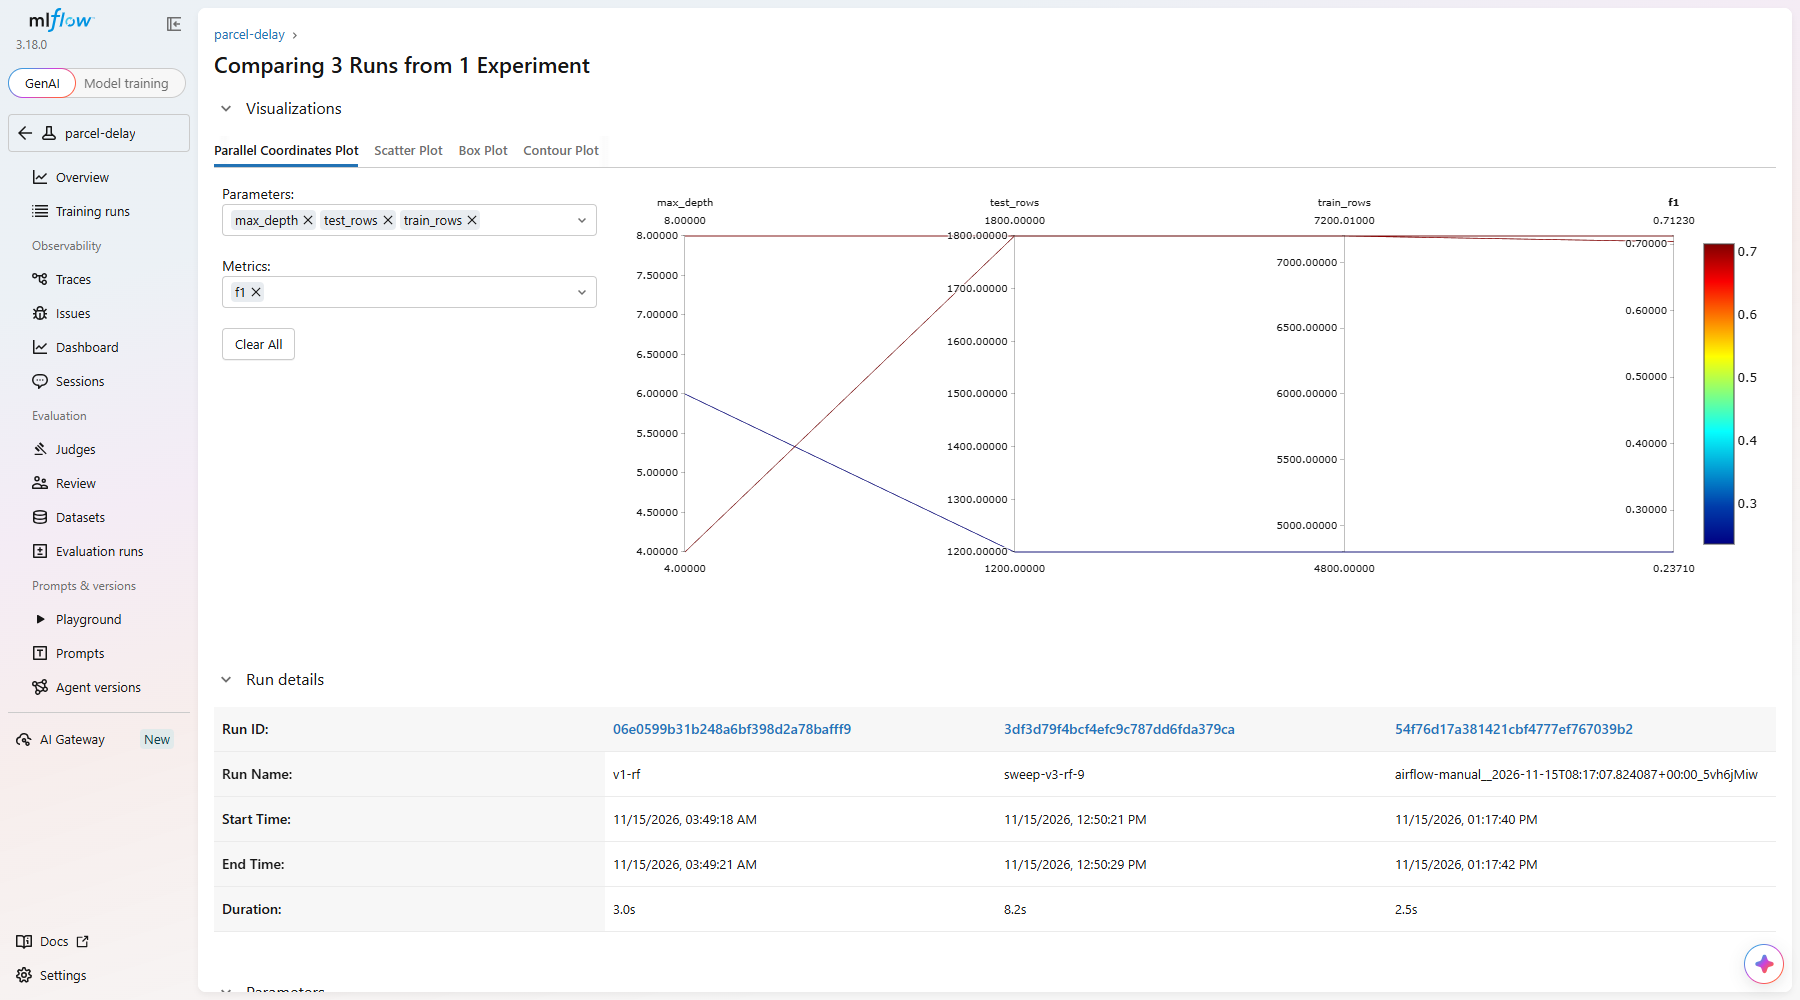 mlflow
3.18.0
GenAI
Model training
parcel-delay
Overview
Training runs
Observability
Traces
Issues
Dashboard
Sessions
Evaluation
Judges
Review
Datasets
Evaluation runs
Prompts & versions
Playground
Prompts
Agent versions
AI Gateway New
Docs
Settings
parcel-delay
Comparing 3 Runs from 1 Experiment
Visualizations
Parallel Coordinates Plot Scatter Plot Box Plot Contour Plot
Parameters:
max_depth test_rows train_rows
Metrics:
f1
Clear All
max_depth
8.00000
8.00000
7.50000
7.00000
6.50000
6.00000
5.50000
5.00000
4.50000
4.00000
4.00000
test_rows
1800.00000
1800.00000
1700.00000
1600.00000
1500.00000
1400.00000
1300.00000
1200.00000
1200.00000
train_rows
7200.01000
7000.00000
6500.00000
6000.00000
5500.00000
5000.00000
4800.00000
f1
0.71230
0.70000
0.60000
0.50000
0.40000
0.30000
0.23710
0.7
0.6
0.5
0.4
0.3
Run details
Run ID: 06e0599b31b248a6bf398d2a78bafff9 3df3d79f4bcf4efc9c787dd6fda379ca 54f76d17a381421cbf4777ef767039b2
Run Name: v1-rf sweep-v3-rf-9 airflow-manual__2026-11-15T08:17:07.824087+00:00_5vh6jMiw
Start Time: 11/15/2026, 03:49:18 AM 11/15/2026, 12:50:21 PM 11/15/2026, 01:17:40 PM
End Time: 11/15/2026, 03:49:21 AM 11/15/2026, 12:50:29 PM 11/15/2026, 01:17:42 PM
Duration: 3.0s 8.2s 2.5s
Parameters